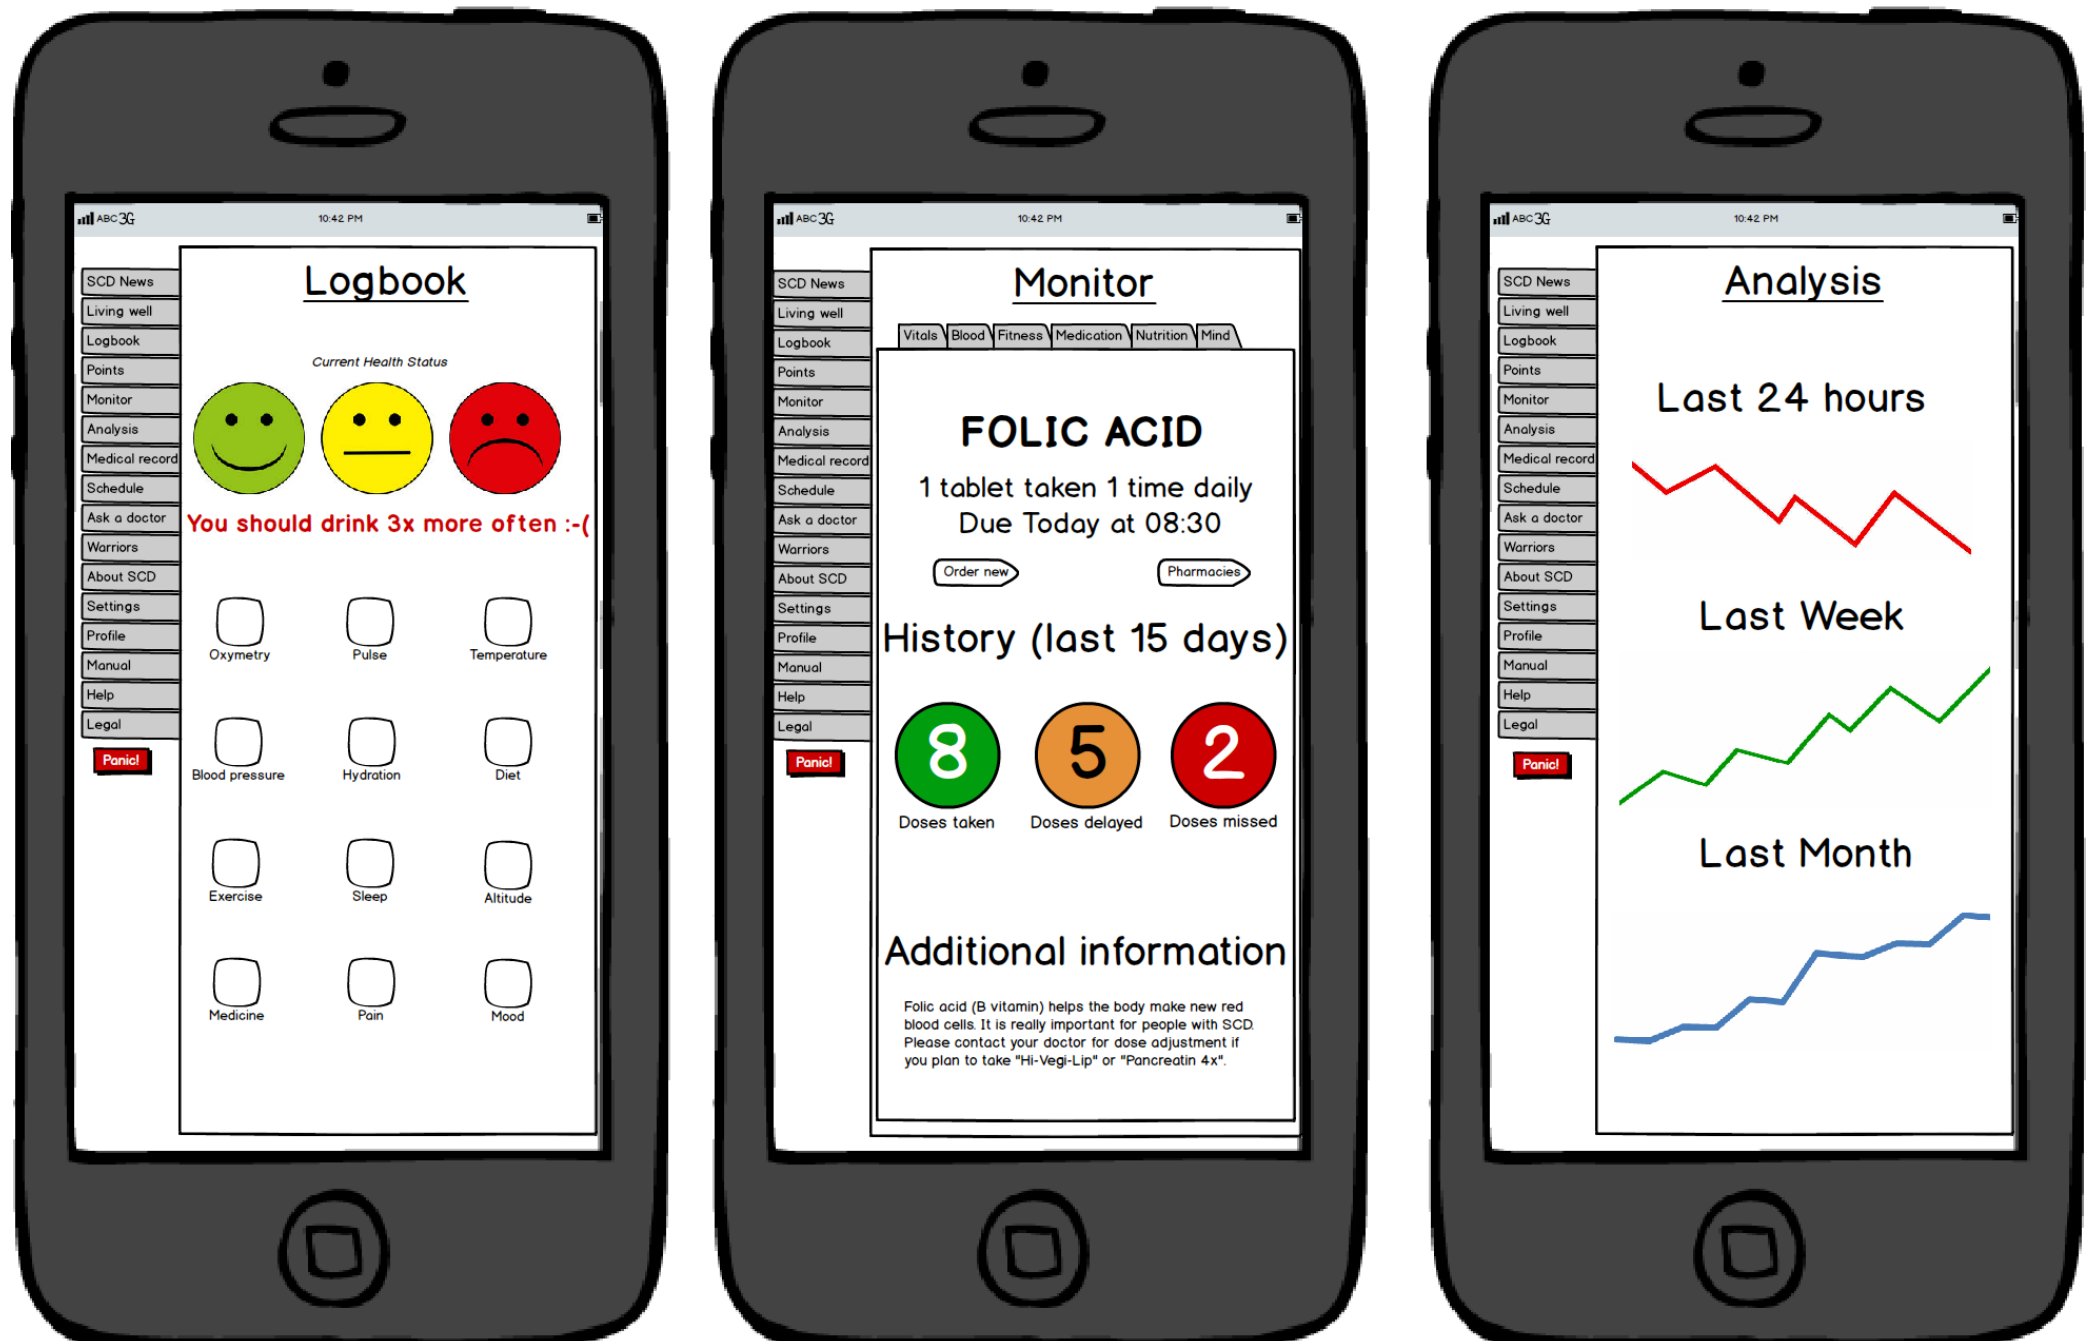 ABC 3G
10:42 PM
Logbook
SCD News
Living well
Logbook
Points
Monitor
Analysis
Medical record
Schedule
Ask a doctor
Warriors
About SCD
Settings
Profile
Manual
Help
Legal
Panic!
Current Health Status
You should drink 3x more often :-(
Oxymetry Pulse Temperature
Blood pressure Hydration Diet
Exercise Sleep Altitude
Medicine Pain Mood
ABC 3G
10:42 PM
Monitor
SCD News
Living well
Logbook
Points
Monitor
Analysis
Medical record
Schedule
Ask a doctor
Warriors
About SCD
Settings
Profile
Manual
Help
Legal
Panic!
Vitals Blood Fitness Medication Nutrition Mind
FOLIC ACID
1 tablet taken 1 time daily
Due Today at 08:30
Order new Pharmacies
History (last 15 days)
8 5 2
Doses taken Doses delayed Doses missed
Additional information
Folic acid (B vitamin) helps the body make new red
blood cells. It is really important for people with SCD.
Please contact your doctor for dose adjustment if
you plan to take "Hi-Vegi-Lip" or "Pancreatin 4x".
ABC 3G
10:42 PM
Analysis
SCD News
Living well
Logbook
Points
Monitor
Analysis
Medical record
Schedule
Ask a doctor
Warriors
About SCD
Settings
Profile
Manual
Help
Legal
Panic!
Last 24 hours
Last Week
Last Month